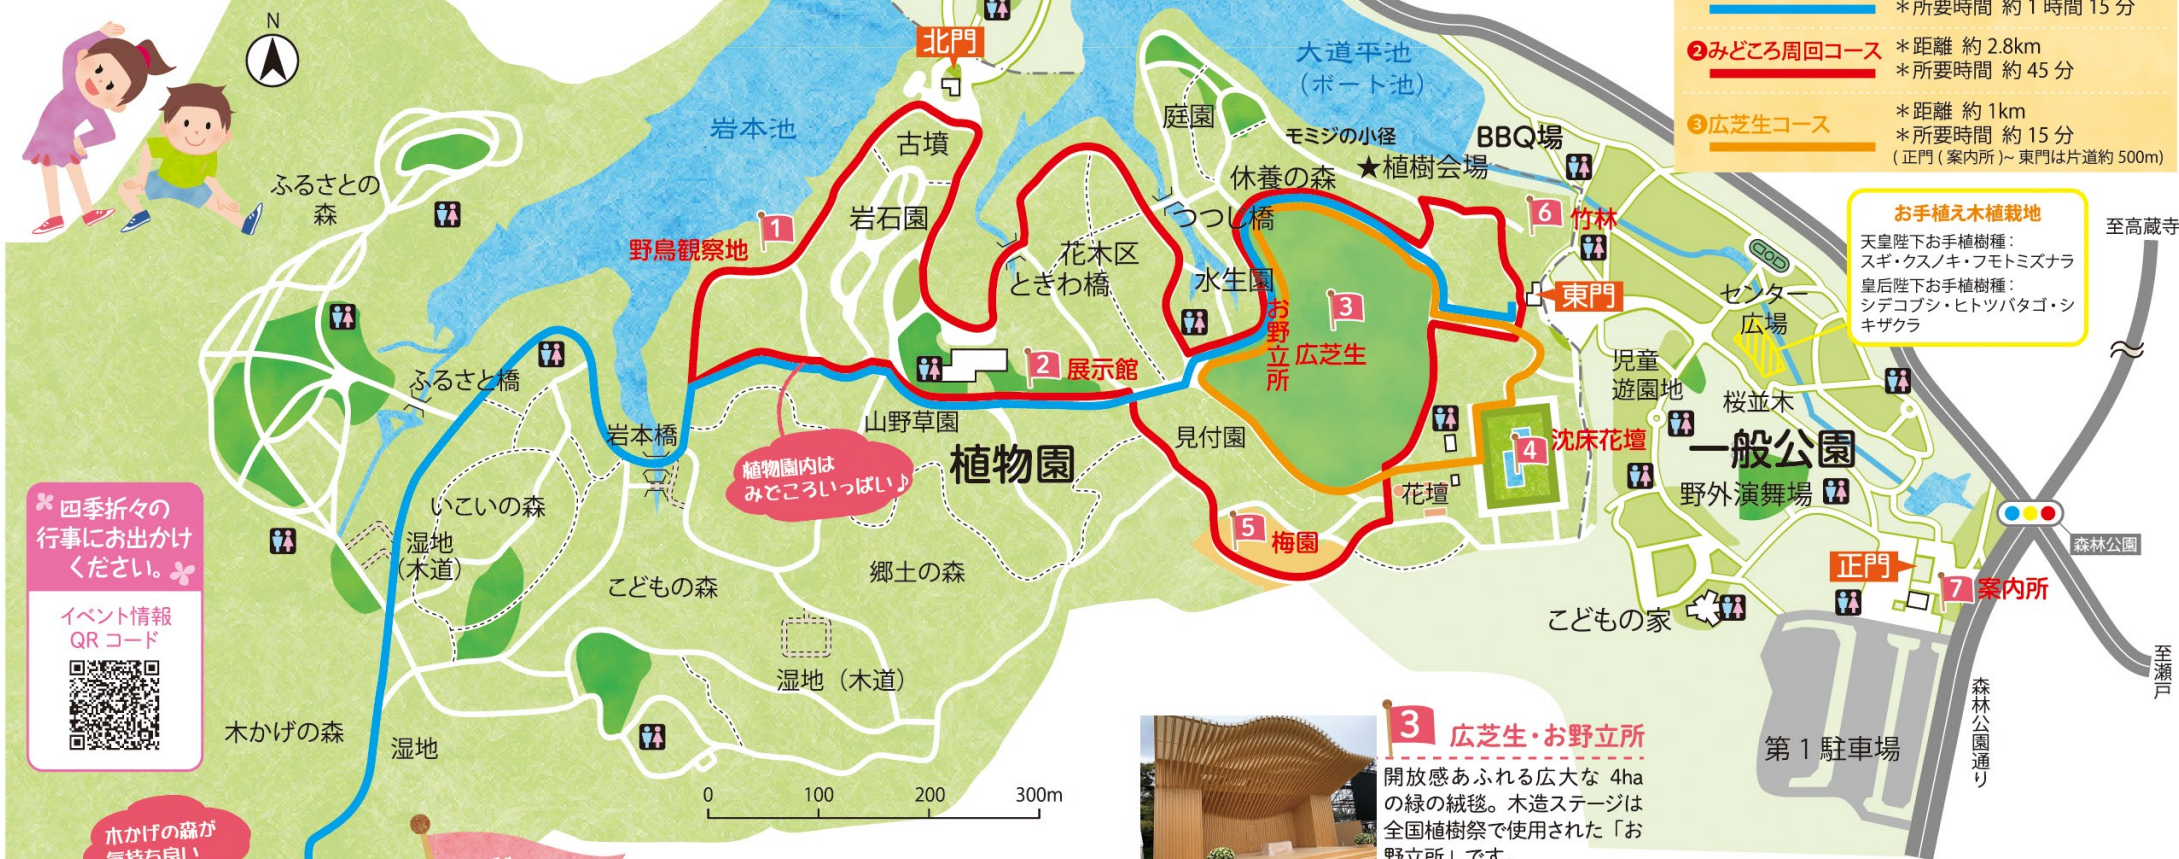 N
北門
大道平池
(ボート池)
＊所要時間 約1時間15分
❷みどころ周回コース
＊距離 約2.8km
＊所要時間 約45分
❸広芝生コース
＊距離 約1km
＊所要時間 約15分
(正門(案内所)~東門は片道約500m)
岩本池
古墳
庭園
モミジの小径
BBQ場
★植樹会場
休養の森
ふるさとの
森
岩石園
つつじ橋
1
野鳥観察地
6
竹林
花木区
ときわ橋
水生園
お野立所
3
広芝生
東門
センター
広場
お手植え木植栽地
天皇陛下お手植樹種：
スギ・クスノキ・フモトミズナラ
皇后陛下お手植樹種：
シデコブシ・ヒトツバタゴ・シ
キザクラ
至高蔵寺
ふるさと橋
2
展示館
児童
遊園地
桜並木
岩本橋
山野草園
見付園
4
沈床花壇
一般公園
植物園
植物園内は
みどころいっぱい♪
野外演舞場
花壇
四季折々の
行事にお出かけ
ください。
いこいの森
湿地
(木道)
5
梅園
森林公園
正門
7
案内所
こどもの森
郷土の森
こどもの家
イベント情報
QRコード
湿地（木道）
至瀬戸
森林公園通り
木かげの森
湿地
第1駐車場
0
100
200
300m
3
広芝生・お野立所
開放感あふれる広大な 4ha
の緑の絨毯。木造ステージは
全国植樹祭で使用された「お
野立所」です。
木かげの森が
気持ち良い